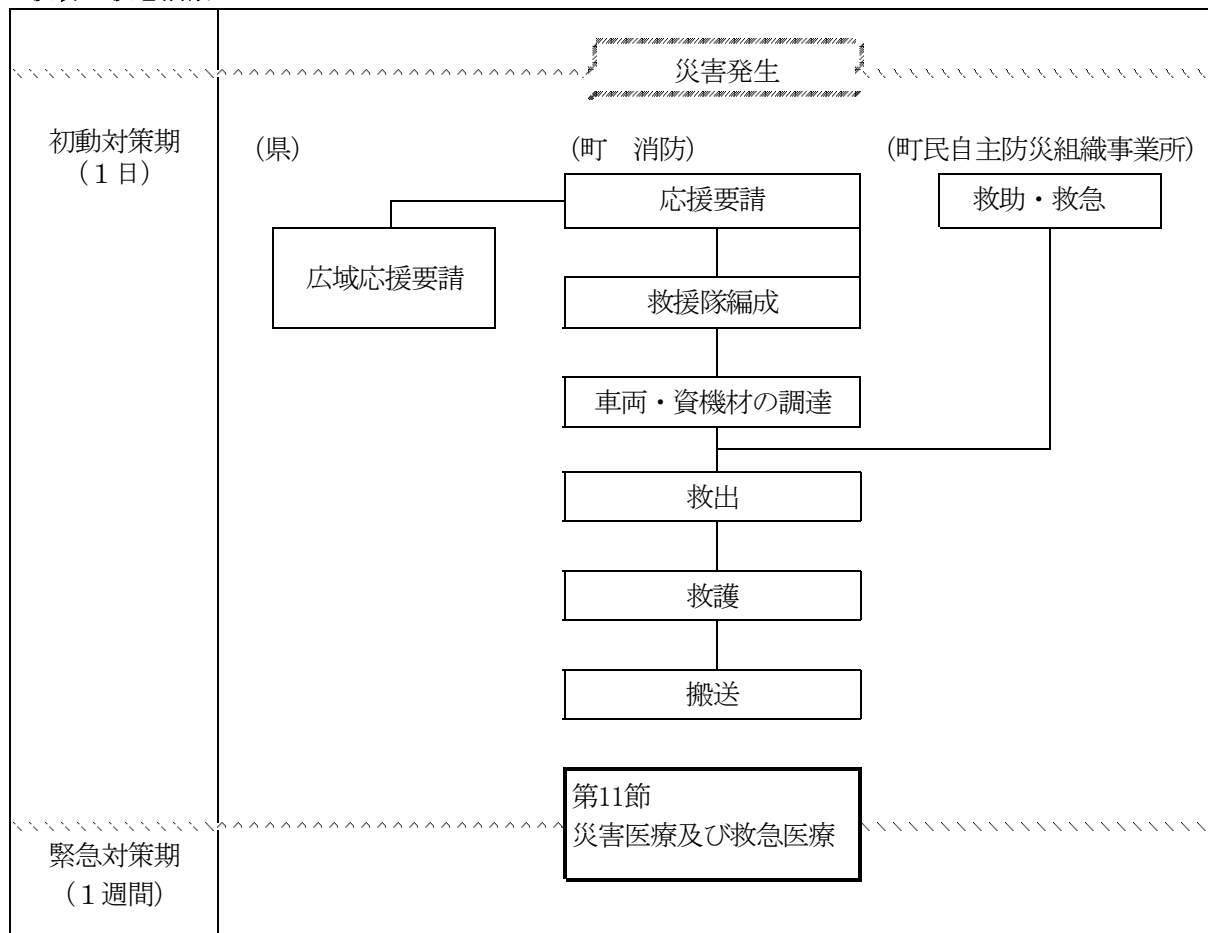 災害発生
初動対策期
（１日）
(県)
(町　消防)
(町民自主防災組織事業所)
応援要請
救助・救急
広域応援要請
救援隊編成
車両・資機材の調達
救出
救護
搬送
第11節
災害医療及び救急医療
緊急対策期
（１週間）